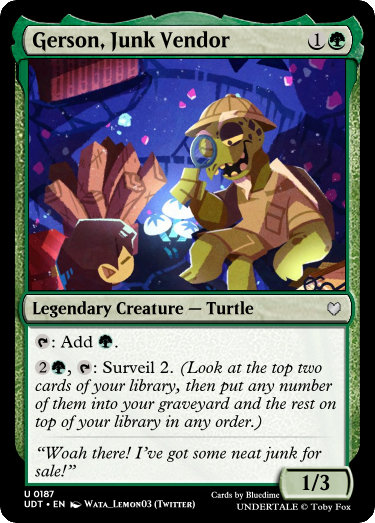 Gerson, Junk Vendor 1
Legendary Creature — Turtle
: Add .
2, : Surveil 2. (Look at the top two
cards of your library, then put any number
of them into your graveyard and the rest on
top of your library in any order.)
“Woah there! I’ve got some neat junk for
sale!”
1/3
U 0187
UDT • EN Wata_Lemon03 (Twitter)
Cards by Bluedime
UNDERTALE © Toby Fox